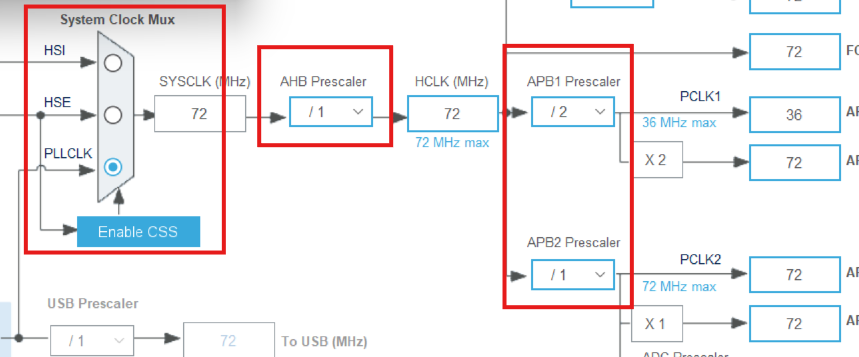 System Clock Mux
HSI
HSE
PLLCLK
Enable CSS
SYSCLK (MHz)
72
AHB Prescaler
/ 1
HCLK (MHz)
72
72 MHz max
APB1 Prescaler
/ 2
PCLK1
36 MHz max
X 2
72
36
72
APB2 Prescaler
/ 1
PCLK2
72 MHz max
X 1
72
72
USB Prescaler
/ 1
72
To USB (MHz)